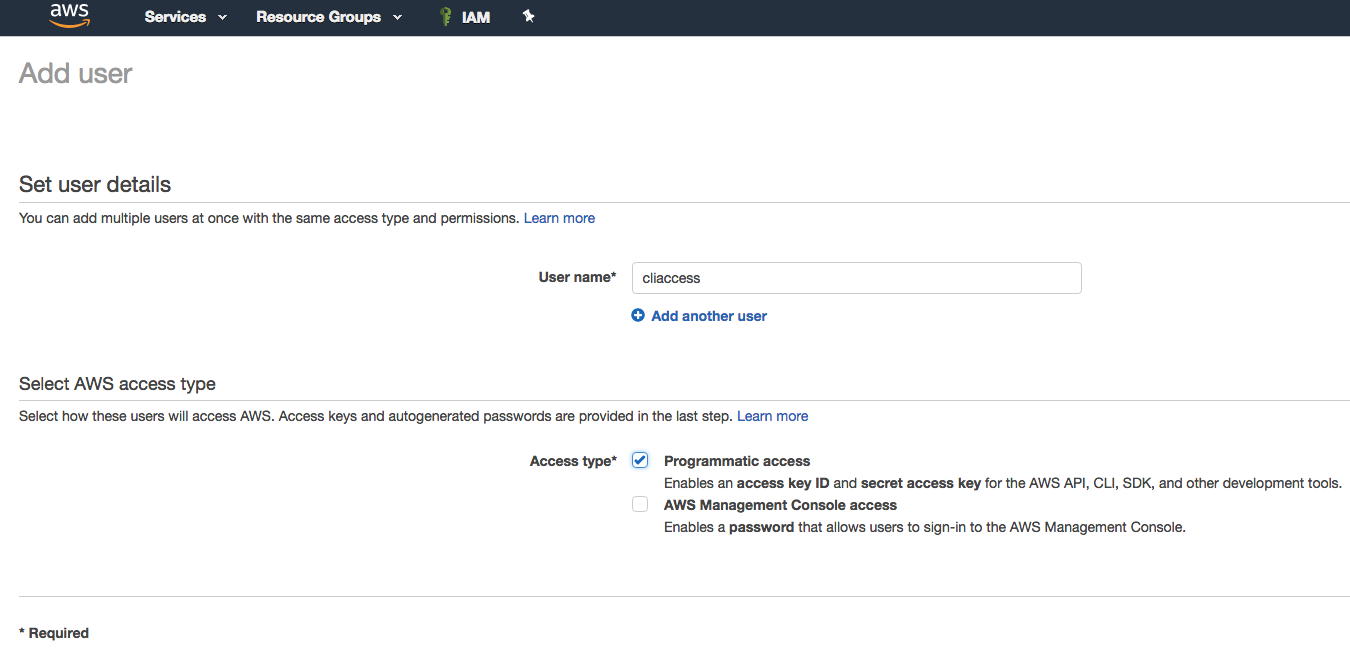 aws Services Resource Groups IAM
Add user
Set user details
You can add multiple users at once with the same access type and permissions. Learn more
User name* cliaccess
Add another user
Select AWS access type
Select how these users will access AWS. Access keys and autogenerated passwords are provided in the last step. Learn more
Access type* Programmatic access
Enables an access key ID and secret access key for the AWS API, CLI, SDK, and other development tools.
AWS Management Console access
Enables a password that allows users to sign-in to the AWS Management Console.
* Required